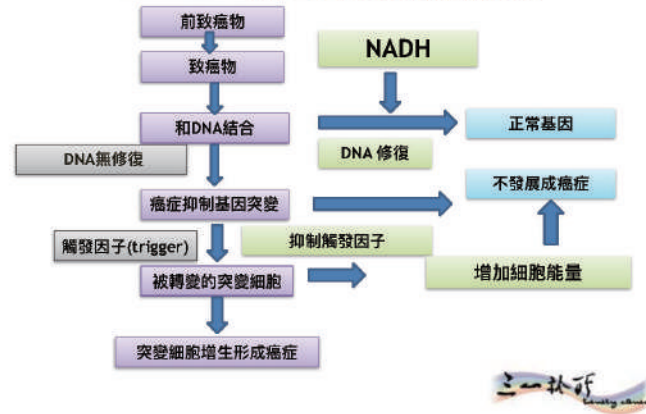 前致癌物
NADH
致癌物
和DNA結合
正常基因
DNA 修復
DNA無修復
不發展成癌症
癌症抑制基因突變
抑制觸發因子
觸發因子(trigger)
增加細胞能量
被轉變的突變細胞
突變細胞增生形成癌症